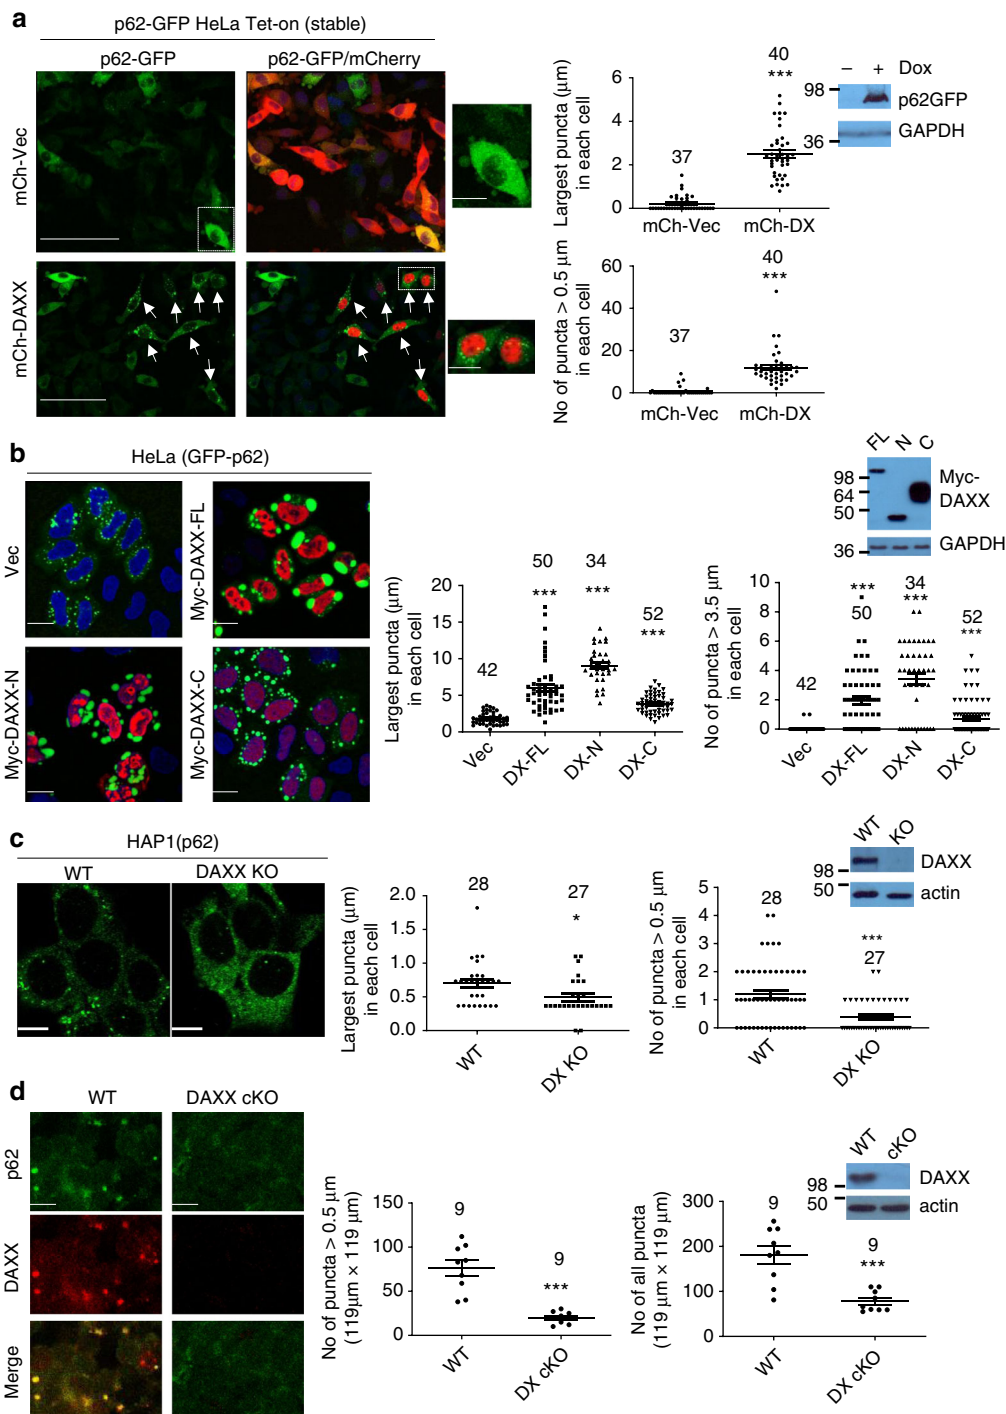 a
p62-GFP HeLa Tet-on (stable)
p62-GFP
p62-GFP/mCherry
mCh-Vec
mCh-DAXX
Largest puncta (μm)
in each cell
6
4
2
0
37
40
***
mCh-Vec
mCh-DX
– + Dox
98
p62GFP
36
GAPDH
No of puncta > 0.5 μm
in each cell
60
40
20
0
37
40
***
mCh-Vec
mCh-DX
b
HeLa (GFP-p62)
Vec
Myc-DAXX-FL
Myc-DAXX-N
Myc-DAXX-C
Largest puncta (μm)
in each cell
20
15
10
5
0
42
50
***
34
***
52
***
Vec
DX-FL
DX-N
DX-C
FL N C
98
64
50
Myc-
DAXX
36
GAPDH
No of puncta > 3.5 μm
in each cell
10
8
6
4
2
0
42
***
50
34
***
52
***
Vec
DX-FL
DX-N
DX-C
c
HAP1(p62)
WT
DAXX KO
Largest puncta (μm)
in each cell
2.0
1.5
1.0
0.5
0.0
28
27
*
WT
DX KO
WT KO
98
DAXX
50
actin
No of puncta > 0.5 μm
in each cell
5
4
3
2
1
0
28
***
27
WT
DX KO
d
WT
DAXX cKO
p62
DAXX
Merge
No of puncta > 0.5 μm
(119μm × 119 μm)
150
100
50
0
9
9
***
WT
DX cKO
WT cKO
98
DAXX
50
actin
No of all puncta
(119 μm × 119 μm)
300
200
100
0
9
9
***
WT
DX cKO